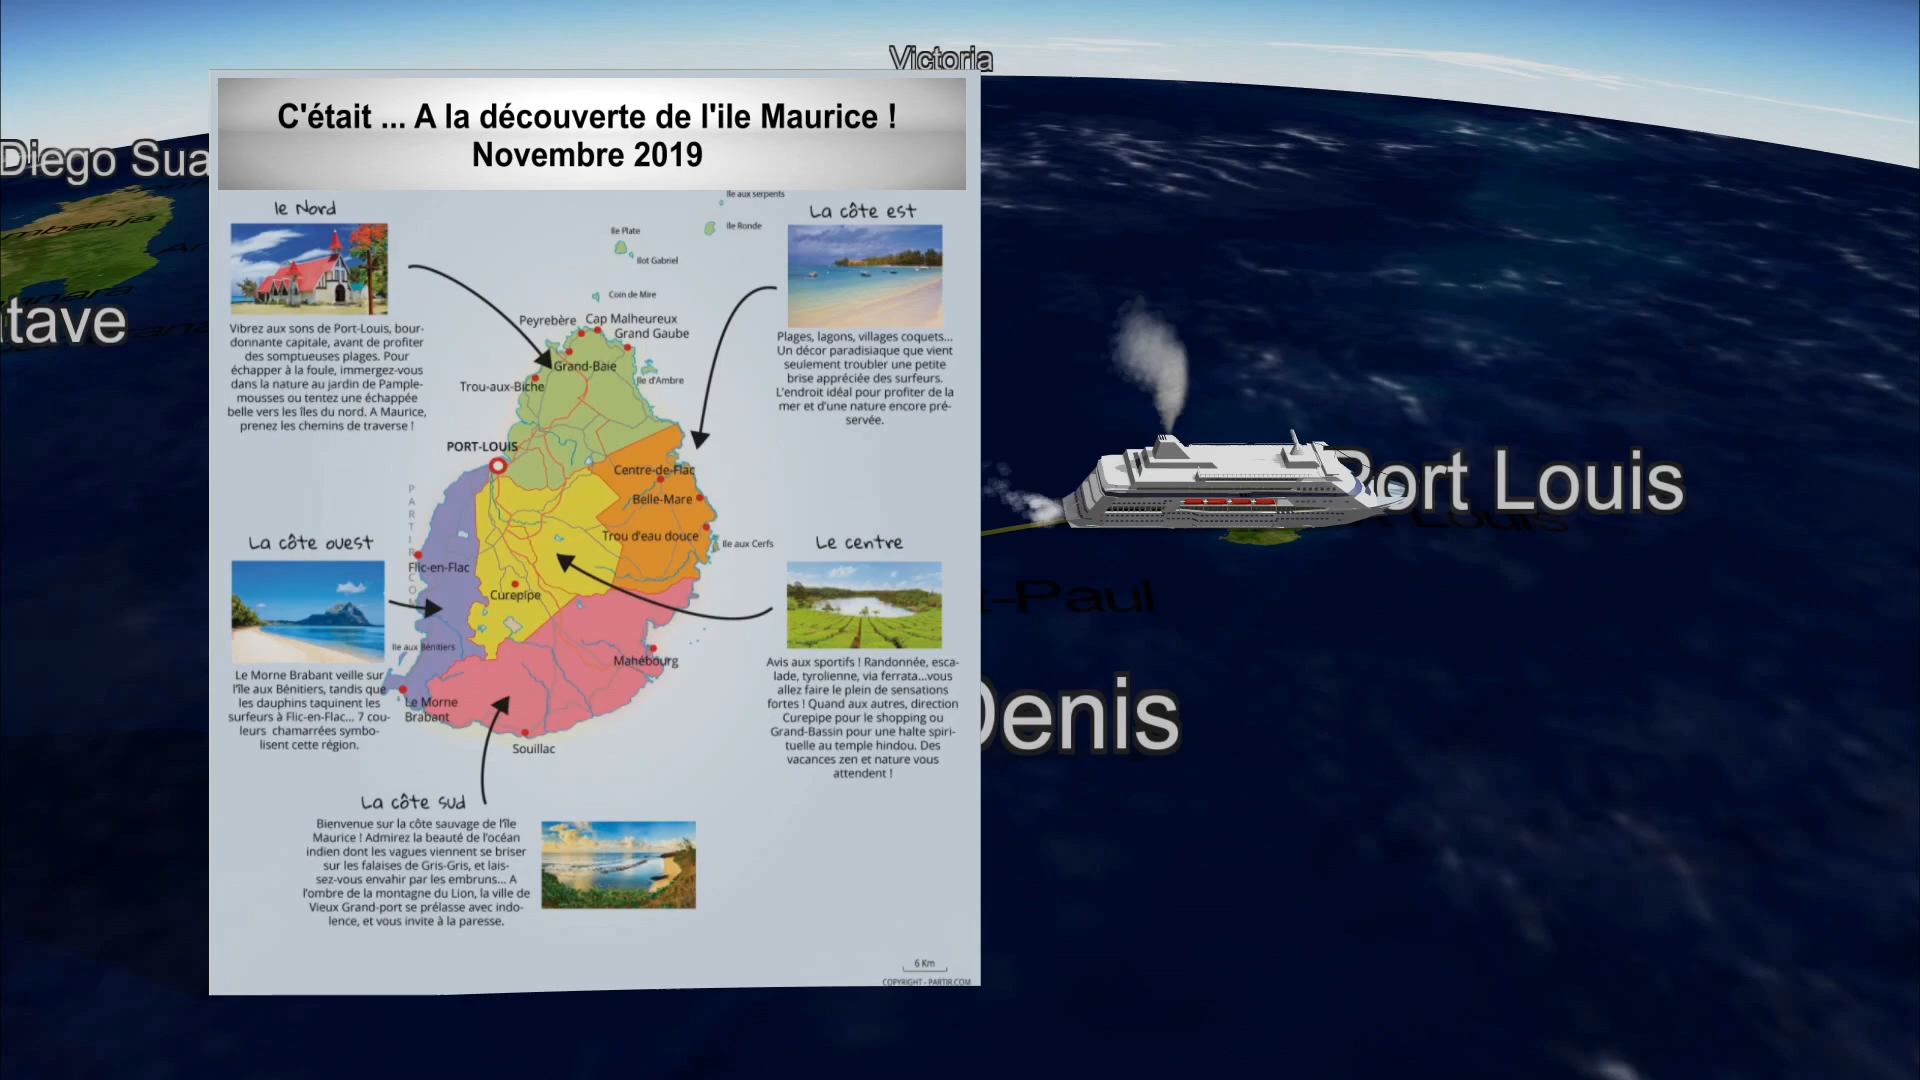 Victoria
Diego Sua
tave
C'était ... A la découverte de l'ile Maurice !
Novembre 2019
le Nord
Vibrez aux sons de Port-Louis, bour-
donnante capitale, avant de profiter
des somptueuses plages. Pour
échapper à la foule, immergez-vous
dans la nature au jardin de Pample-
mousses ou tentez une échappée
belle vers les îles du nord. A Maurice,
prenez les chemins de traverse !
Ile aux serpents
Ile Ronde
Ile Plate
Ilot Gabriel
Coin de Mire
La côte est
Plages, lagons, villages coquets...
Un décor paradisiaque que vient
seulement troubler une petite
brise appréciée des surfeurs.
L'endroit idéal pour profiter de la
mer et d'une nature encore pré-
servée.
Peyrebère
Cap Malheureux
Grand Gaube
Grand-Baie
Trou-aux-Biche
Ile d'Ambre
PORT-LOUIS
Centre-de-Flac
Belle-Mare
Trou d'eau douce
Ile aux Cerfs
PARTIR.COM
Flic-en-Flac
Curepipe
Ile aux Bénitiers
Mahébourg
Le Morne
Brabant
Souillac
La côte ouest
Le Morne Brabant veille sur
l'île aux Bénitiers, tandis que
les dauphins taquinent les
surfeurs à Flic-en-Flac... 7 cou-
leurs chamarrées symbo-
lisent cette région.
Le centre
Avis aux sportifs ! Randonnée, esca-
lade, tyrolienne, via ferrata...vous
allez faire le plein de sensations
fortes ! Quand aux autres, direction
Curepipe pour le shopping ou
Grand-Bassin pour une halte spiri-
tuelle au temple hindou. Des
vacances zen et nature vous
attendent !
La côte sud
Bienvenue sur la côte sauvage de l'île
Maurice ! Admirez la beauté de l'océan
indien dont les vagues viennent se briser
sur les falaises de Gris-Gris, et lais-
sez-vous envahir par les embruns... A
l'ombre de la montagne du Lion, la ville de
Vieux Grand-port se prélasse avec indo-
lence, et vous invite à la paresse.
6 Km
COPYRIGHT - PARTIR.COM
Port Louis
-Paul
Denis